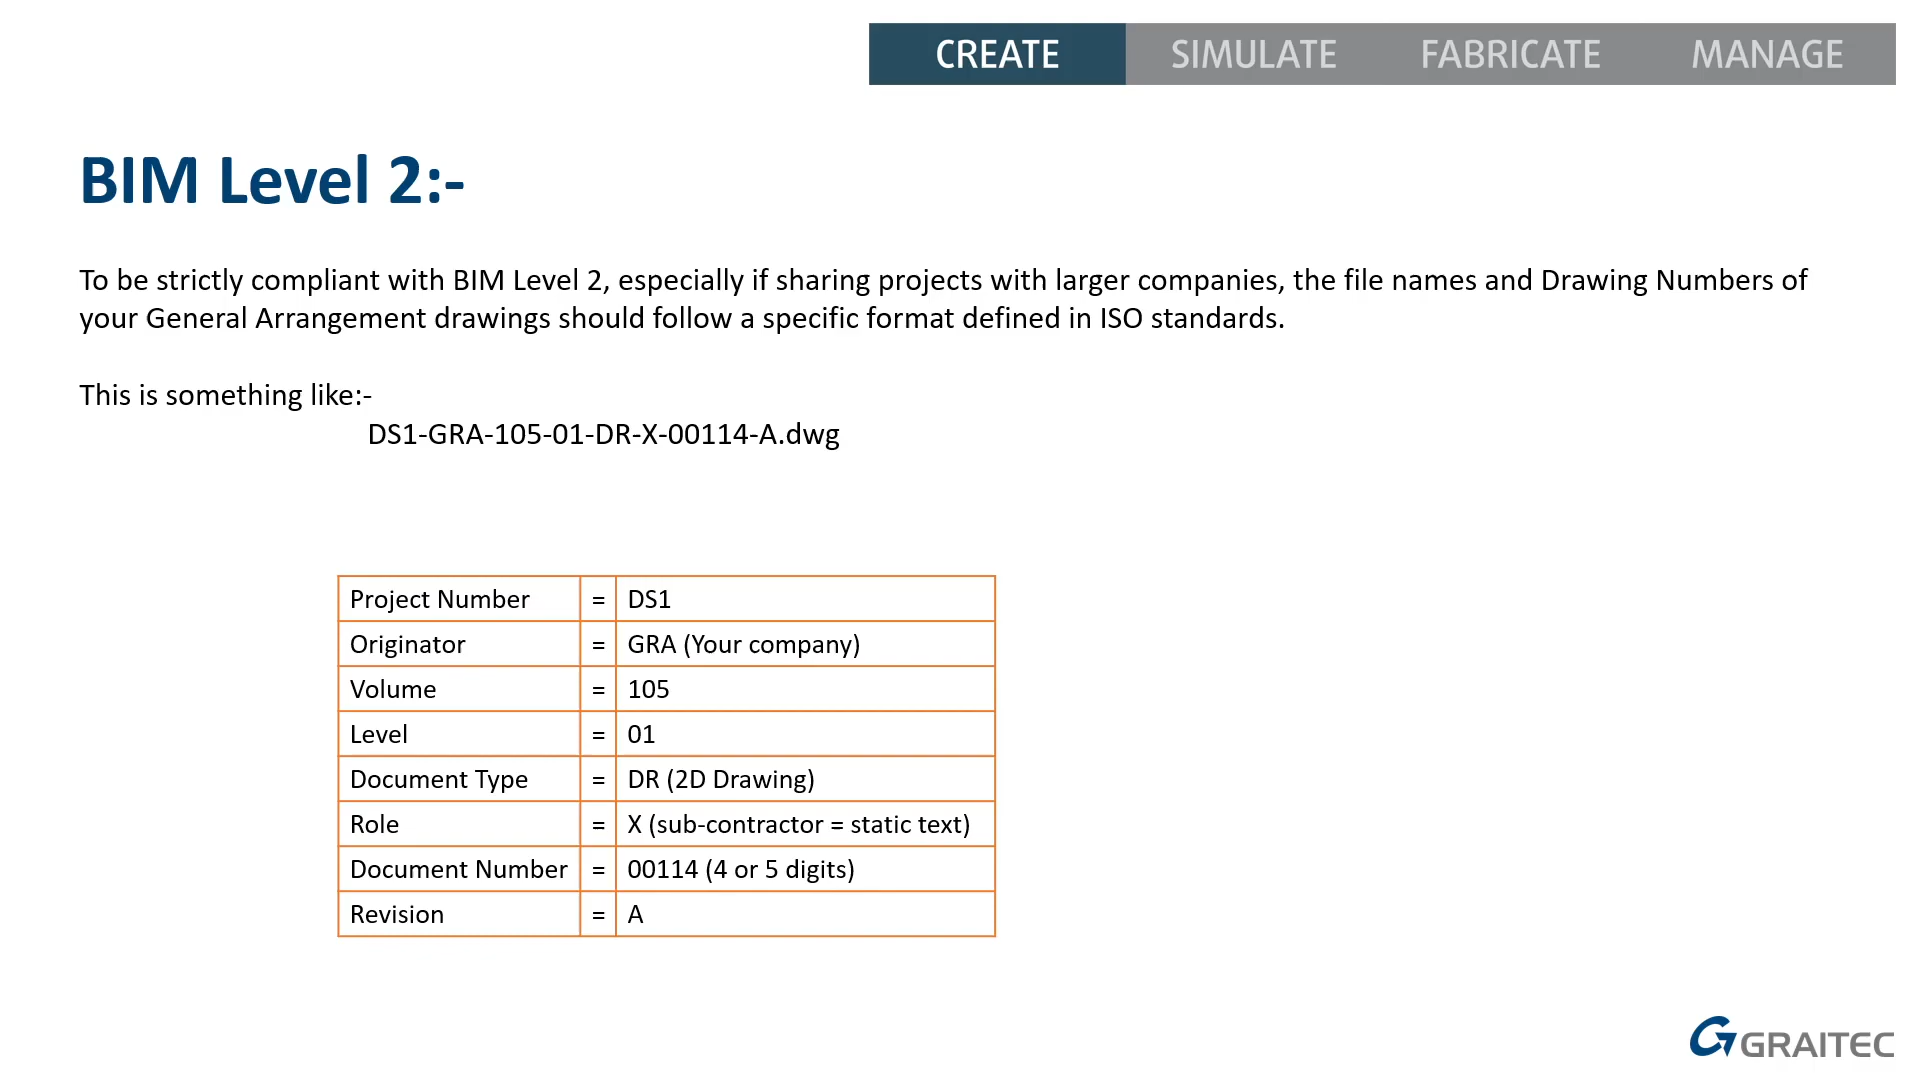 CREATE SIMULATE FABRICATE MANAGE
BIM Level 2:-
To be strictly compliant with BIM Level 2, especially if sharing projects with larger companies, the file names and Drawing Numbers of
your General Arrangement drawings should follow a specific format defined in ISO standards.
This is something like:-
DS1-GRA-105-01-DR-X-00114-A.dwg
Project Number = DS1
Originator = GRA (Your company)
Volume = 105
Level = 01
Document Type = DR (2D Drawing)
Role = X (sub-contractor = static text)
Document Number = 00114 (4 or 5 digits)
Revision = A
GRAITEC